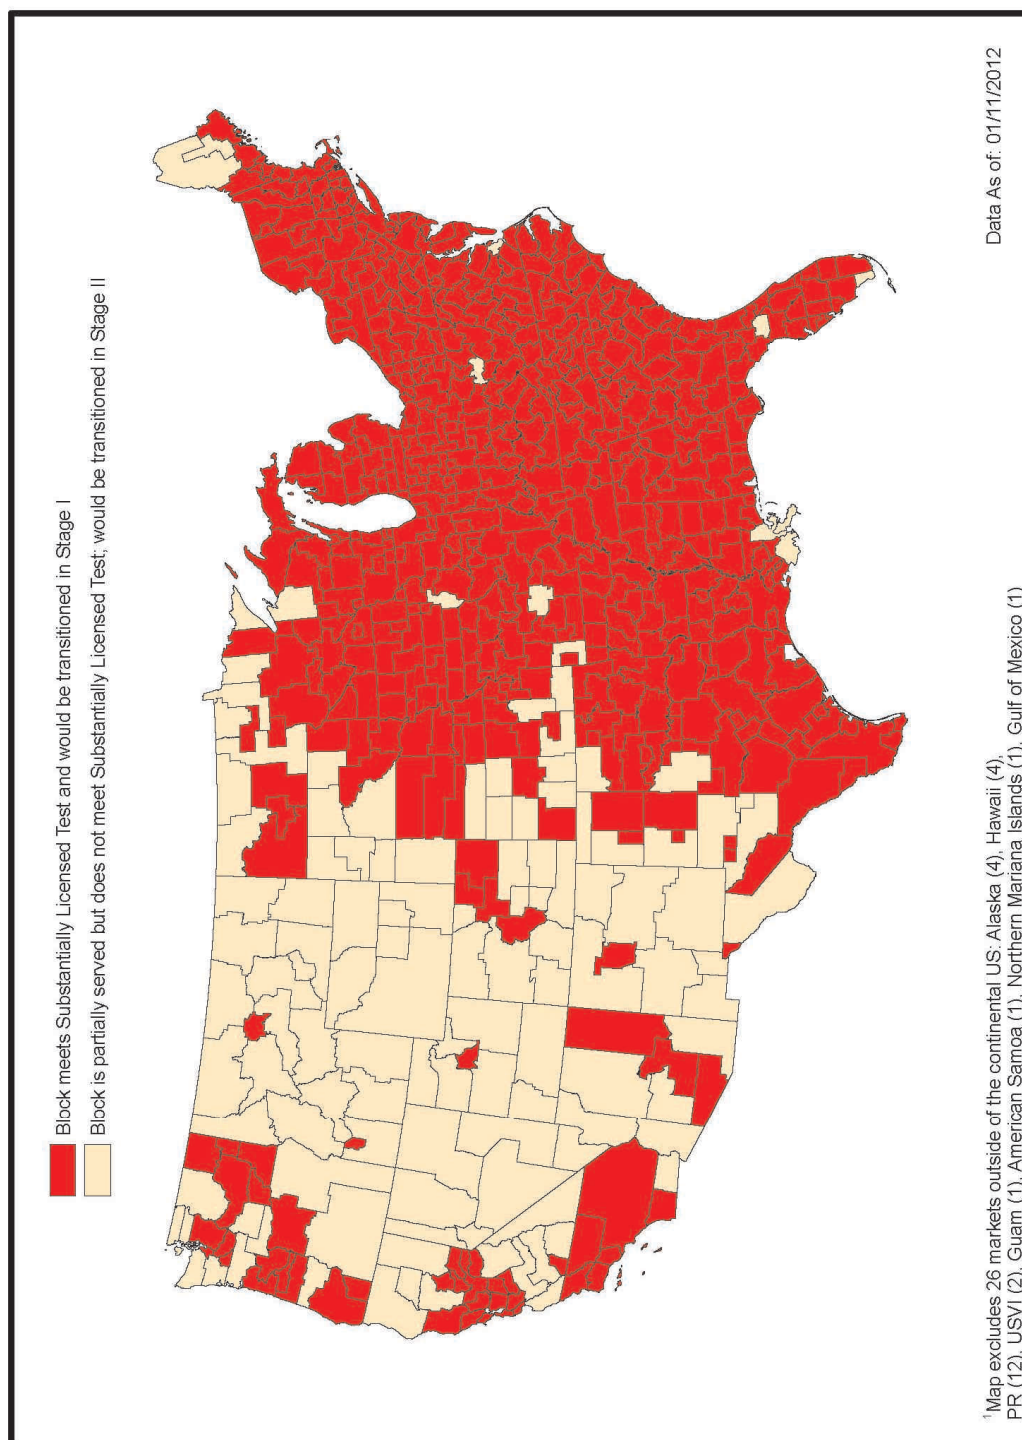 Block meets Substantially Licensed Test and would be transitioned in Stage I
Block is partially served but does not meet Substantially Licensed Test; would be transitioned in Stage II
Data As of: 01/11/2012
¹Map excludes 26 markets outside of the continental US: Alaska (4), Hawaii (4),
PR (12), USVI (2), Guam (1), American Samoa (1), Northern Mariana Islands (1), Gulf of Mexico (1)